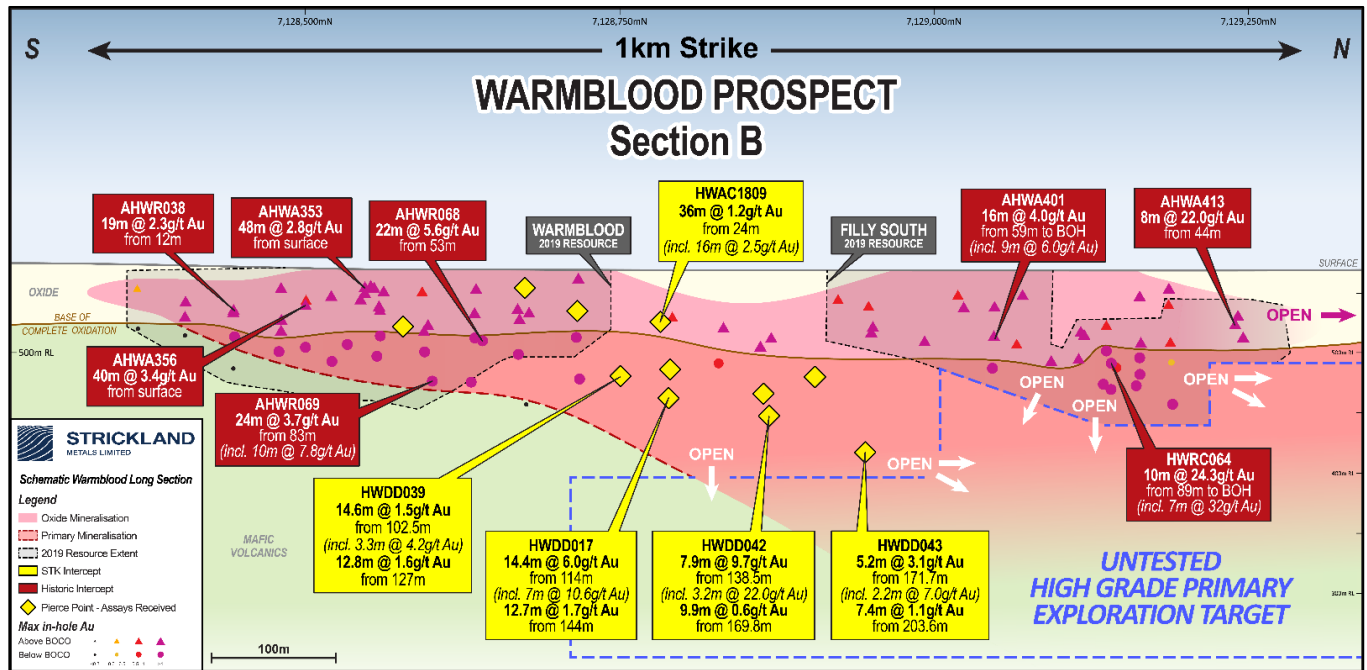 7,128,500mN
7,128,750mN
7,129,000mN
7,129,250mN
S
1km Strike
N
WARMBLOOD PROSPECT
Section B
AHWR038
19m @ 2.3g/t Au
from 12m
AHWA353
48m @ 2.8g/t Au
from surface
AHWR068
22m @ 5.6g/t Au
from 53m
WARMBLOOD
2019 RESOURCE
HWAC1809
36m @ 1.2g/t Au
from 24m
(incl. 16m @ 2.5g/t Au)
FILLY SOUTH
2019 RESOURCE
AHWA401
16m @ 4.0g/t Au
from 59m to BOH
(incl. 9m @ 6.0g/t Au)
AHWA413
8m @ 22.0g/t Au
from 44m
SURFACE
OXIDE
BASE OF
COMPLETE OXIDATION
OPEN
500m RL
500m RL
AHWA356
40m @ 3.4g/t Au
from surface
AHWR069
24m @ 3.7g/t Au
from 83m
(incl. 10m @ 7.8g/t Au)
OPEN
OPEN
OPEN
OPEN
OPEN
400m RL
HWRC064
10m @ 24.3g/t Au
from 89m to BOH
(incl. 7m @ 32g/t Au)
STRICKLAND
METALS LIMITED
Schematic Warmblood Long Section
Legend
Oxide Mineralisation
Primary Mineralisation
2019 Resource Extent
STK Intercept
Historic Intercept
Pierce Point - Assays Received
Max in-hole Au
Above BOCO
Below BOCO
MAFIC
VOLCANICS
100m
HWDD039
14.6m @ 1.5g/t Au
from 102.5m
(incl. 3.3m @ 4.2g/t Au)
12.8m @ 1.6g/t Au
from 127m
HWDD017
14.4m @ 6.0g/t Au
from 114m
(incl. 7m @ 10.6g/t Au)
12.7m @ 1.7g/t Au
from 144m
HWDD042
7.9m @ 9.7g/t Au
from 138.5m
(incl. 3.2m @ 22.0g/t Au)
9.9m @ 0.6g/t Au
from 169.8m
HWDD043
5.2m @ 3.1g/t Au
from 171.7m
(incl. 2.2m @ 7.0g/t Au)
7.4m @ 1.1g/t Au
from 203.6m
UNTESTED
HIGH GRADE PRIMARY
EXPLORATION TARGET
300m RL